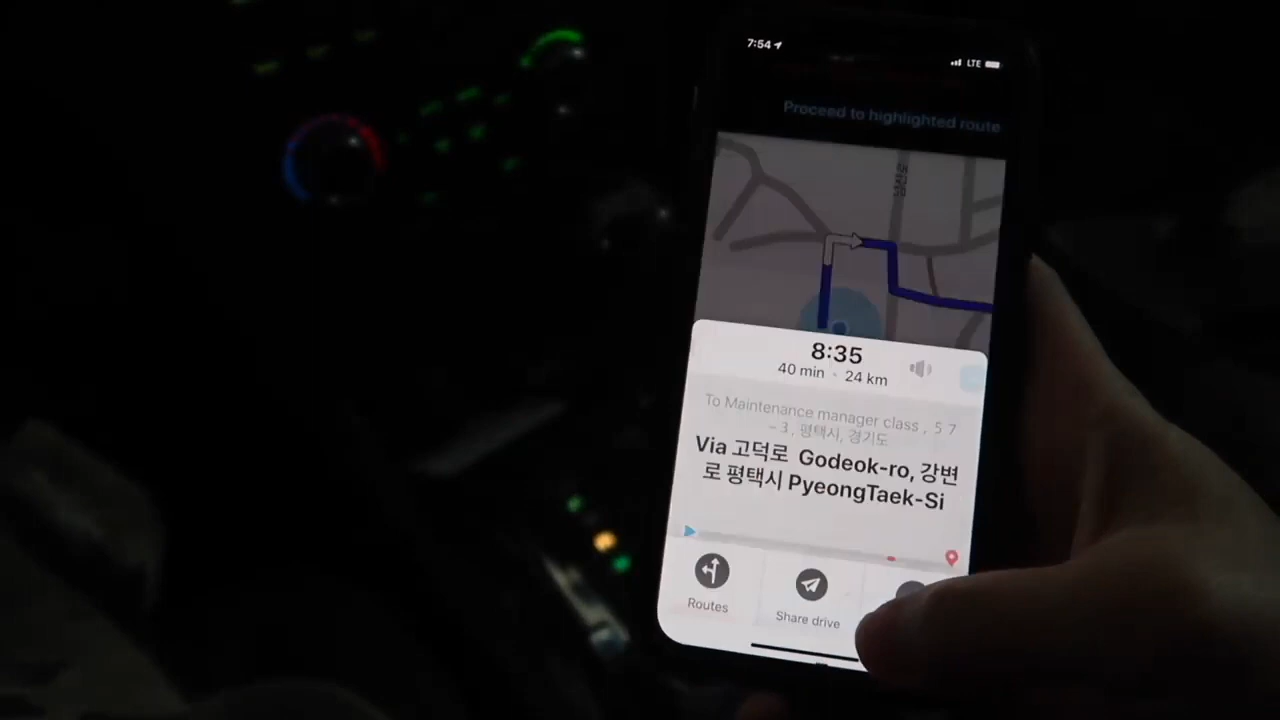 7:54
LTE
Proceed to highlighted route
8:35
40 min · 24 km
To Maintenance manager class , 5 7
- 3 , 평택시, 경기도
Via 고덕로 Godeok-ro, 강변
로 평택시 PyeongTaek-Si
Routes
Share drive